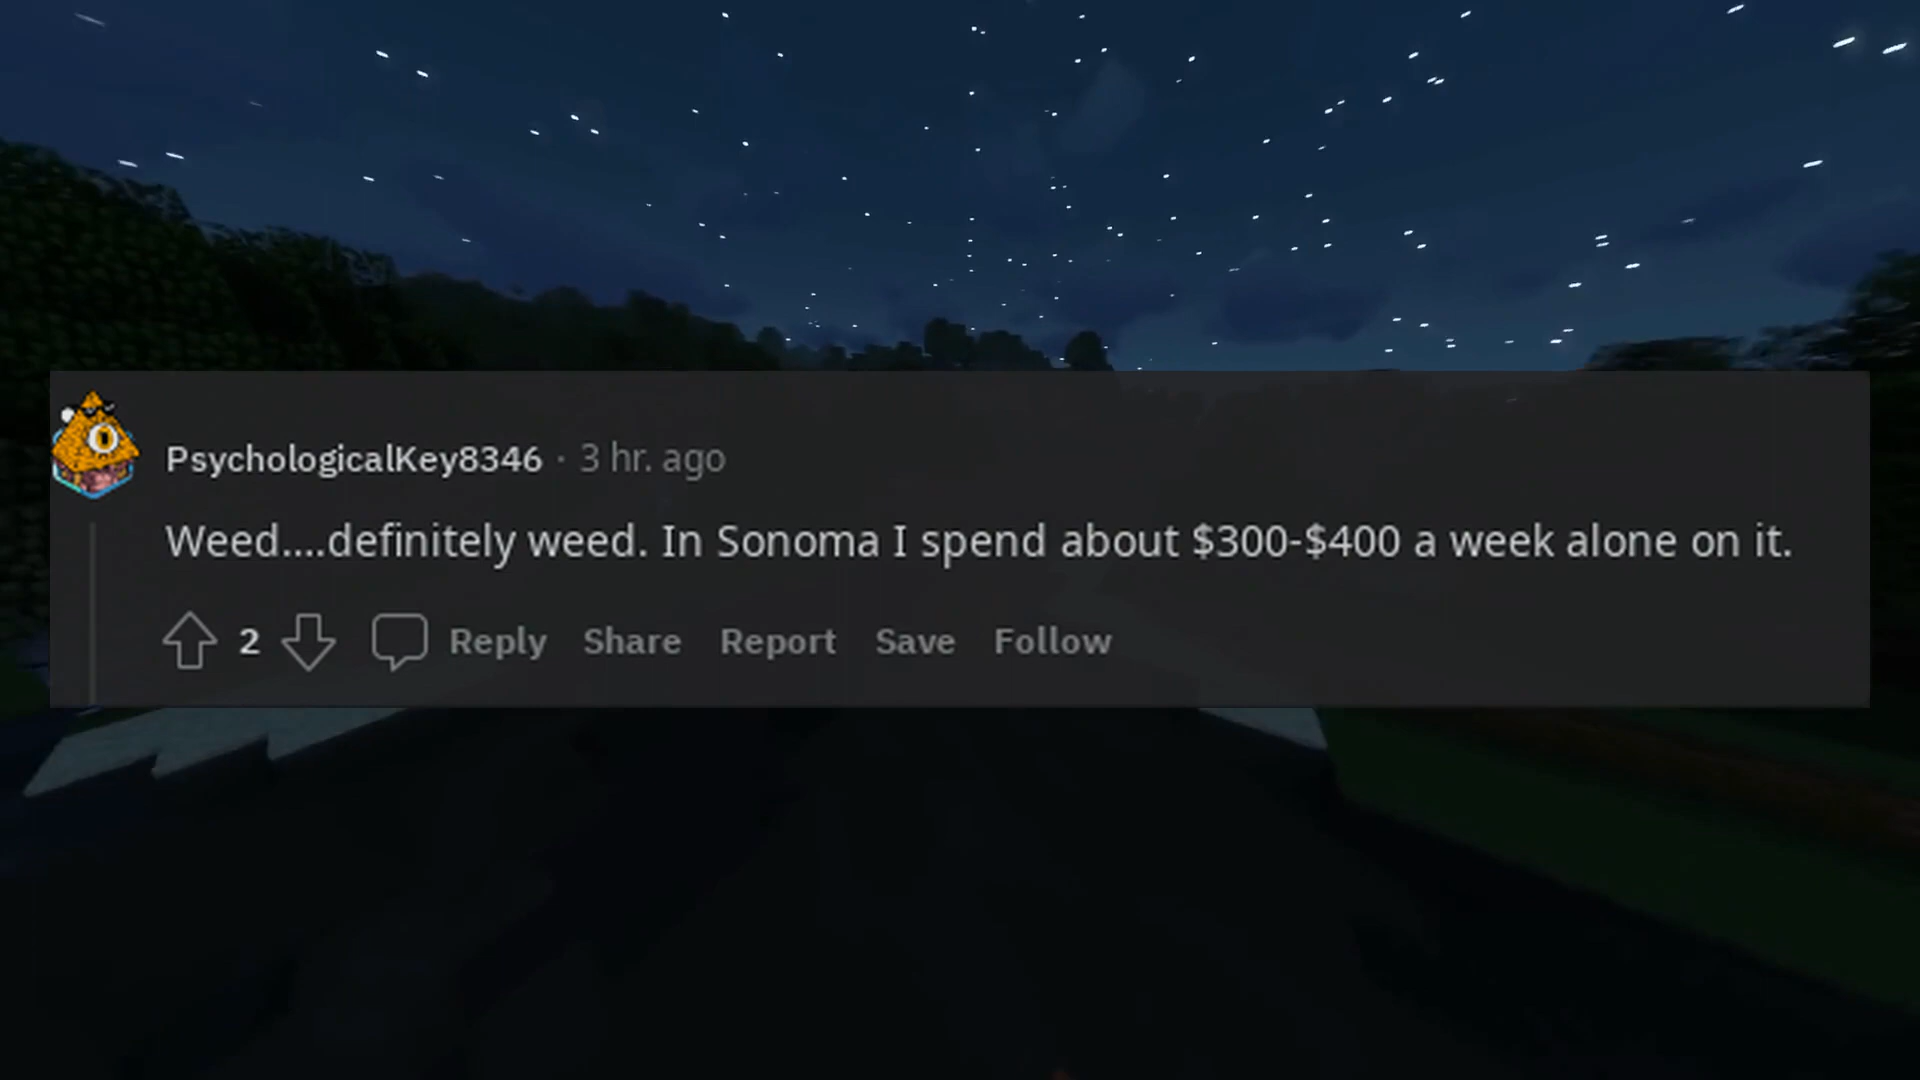 PsychologicalKey8346 · 3 hr. ago
Weed....definitely weed. In Sonoma I spend about $300-$400 a week alone on it.
2 Reply Share Report Save Follow